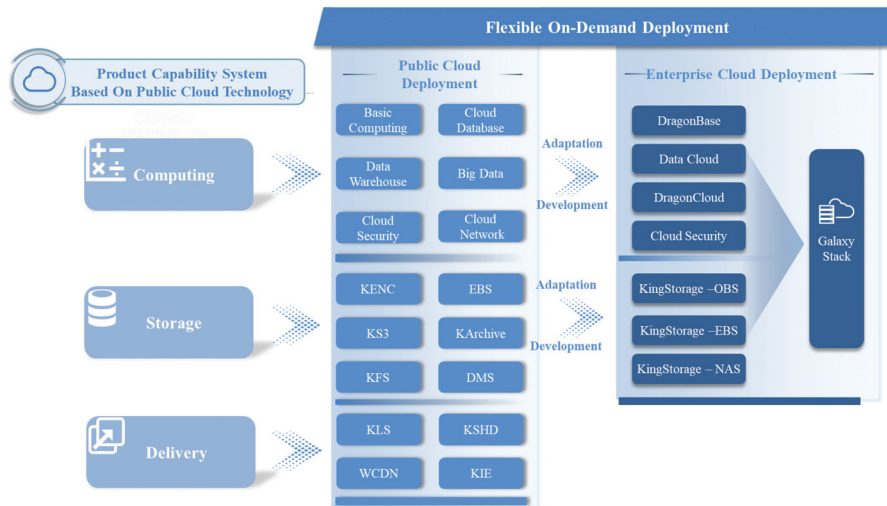 Flexible On-Demand Deployment
Product Capability System
Based On Public Cloud Technology
Public Cloud
Deployment
Enterprise Cloud Deployment
Computing
Basic
Computing
Cloud
Database
Data
Warehouse
Big Data
Cloud
Security
Cloud
Network
Adaptation
Development
DragonBase
Data Cloud
DragonCloud
Cloud Security
Galaxy
Stack
Storage
KENC
EBS
KS3
KArchive
KFS
DMS
Adaptation
Development
KingStorage –OBS
KingStorage –EBS
KingStorage – NAS
Delivery
KLS
KSHD
WCDN
KIE